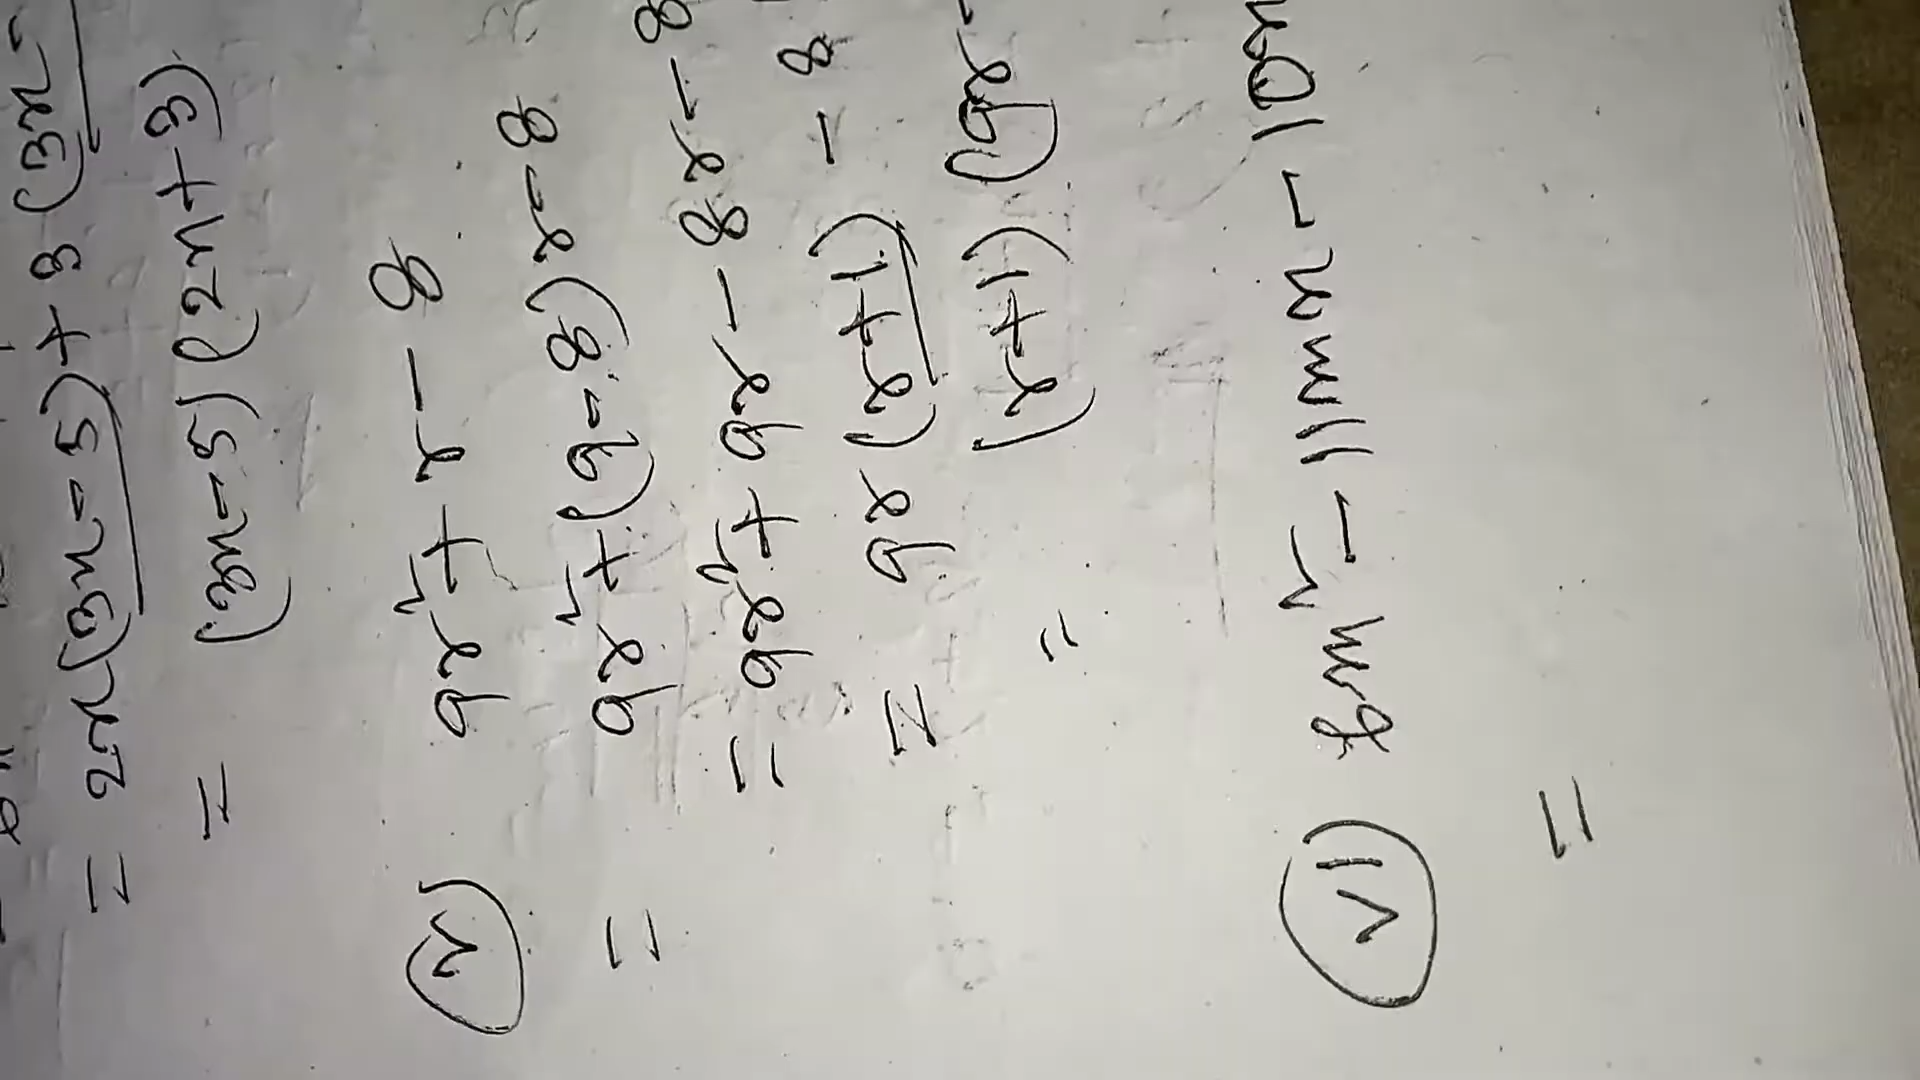 = 2x(3x-5)+3(3x-
= (3x-5)(2x+3)
(v) 9x²+x-8
= 9x²+(9-8)x-8
= 9x²+9x-8x-8
= 9x(x+1)-8
= (x+1)(9x-
(vi) 6m²-11mn-10n
=